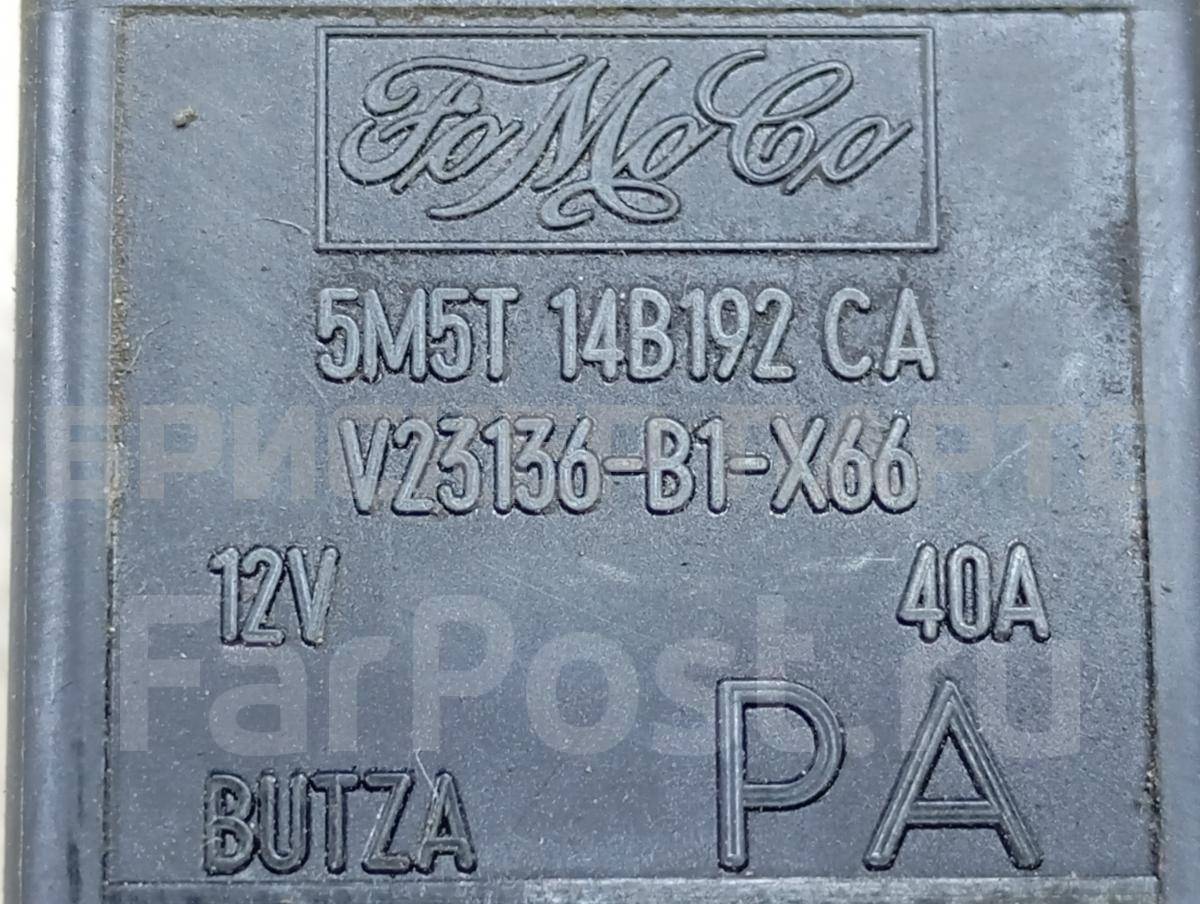 FoMoCo
5M5T 14B192 CA
V23136-B1-X66
12V 40A
FarPost.ru
BUTZA PA